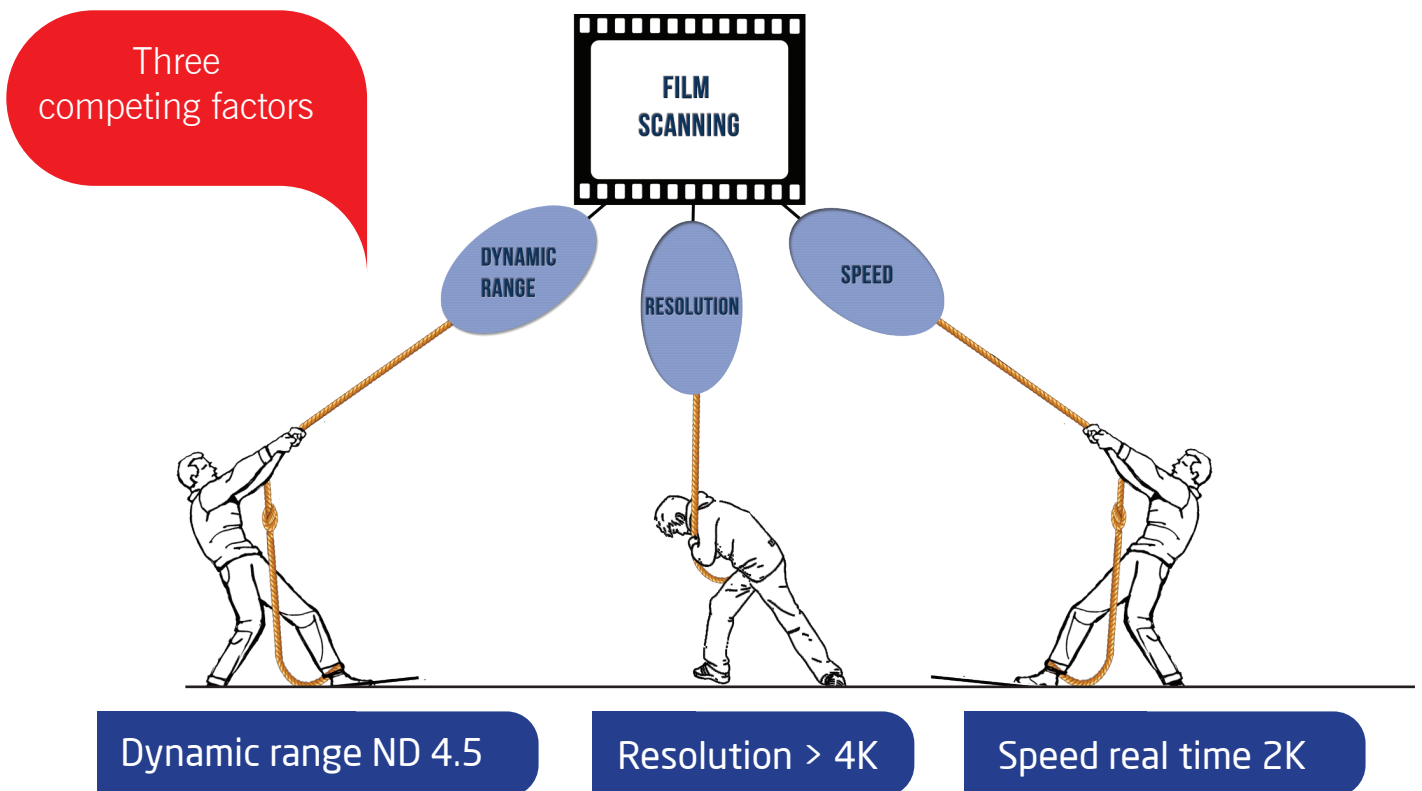 Three
competing factors
FILM
SCANNING
DYNAMIC
RANGE
RESOLUTION
SPEED
Dynamic range ND 4.5
Resolution > 4K
Speed real time 2K